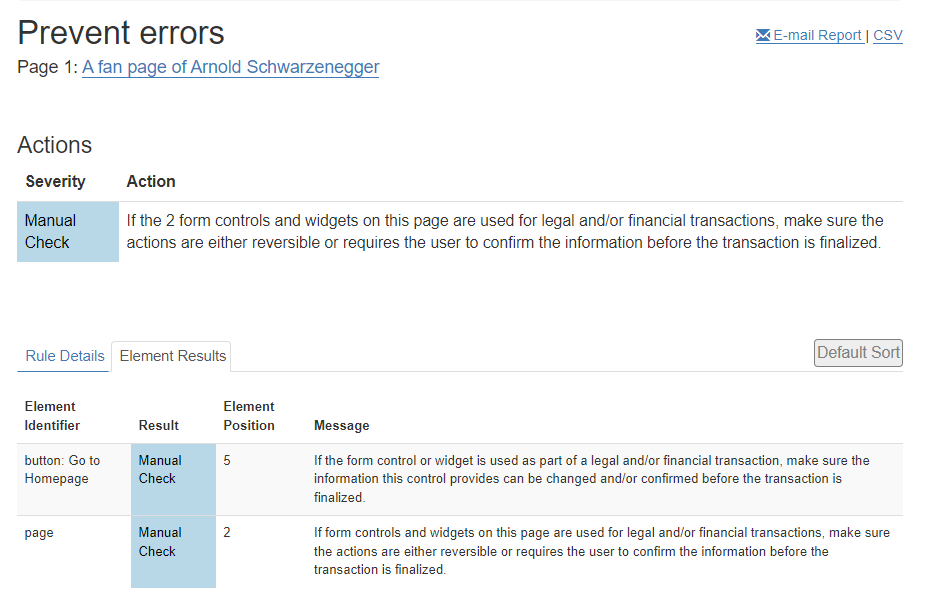 Prevent errors
E-mail Report | CSV
Page 1: A fan page of Arnold Schwarzenegger
Actions
Severity Action
Manual Check If the 2 form controls and widgets on this page are used for legal and/or financial transactions, make sure the
actions are either reversible or requires the user to confirm the information before the transaction is finalized.
Rule Details Element Results Default Sort
Element Identifier Result Element Position Message
button: Go to Homepage Manual Check 5 If the form control or widget is used as part of a legal and/or financial transaction, make sure the
information this control provides can be changed and/or confirmed before the transaction is
finalized.
page Manual Check 2 If form controls and widgets on this page are used for legal and/or financial transactions, make sure
the actions are either reversible or requires the user to confirm the information before the
transaction is finalized.